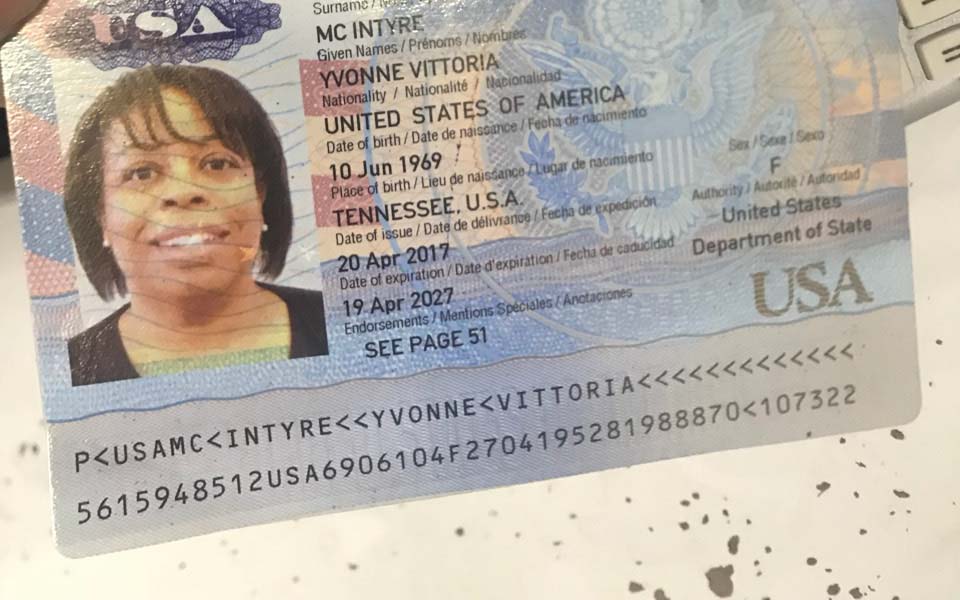 USA
Surname /
MC INTYRE
Given Names / Prénoms / Nombres
YVONNE VITTORIA
Nationality / Nationalité / Nacionalidad
UNITED STATES OF AMERICA
Date of birth / Date de naissance / Fecha de nacimiento
10 Jun 1969
Place of birth / Lieu de naissance / Lugar de nacimiento
Sex / Sexe / Sexo
TENNESSEE, U.S.A.
F
Date of issue / Date de délivrance / Fecha de expedición
Authority / Autorité / Autoridad
20 Apr 2017
United States
Date of expiration / Date d'expiration / Fecha de caducidad
Department of State
19 Apr 2027
Endorsements / Mentions Spéciales / Anotaciones
SEE PAGE 51
USA
P<USAMC<INTYRE<<YVONNE<VITTORIA<<<<<<<<<<<<<
5615948512USA6906104F2704195281988870<107322